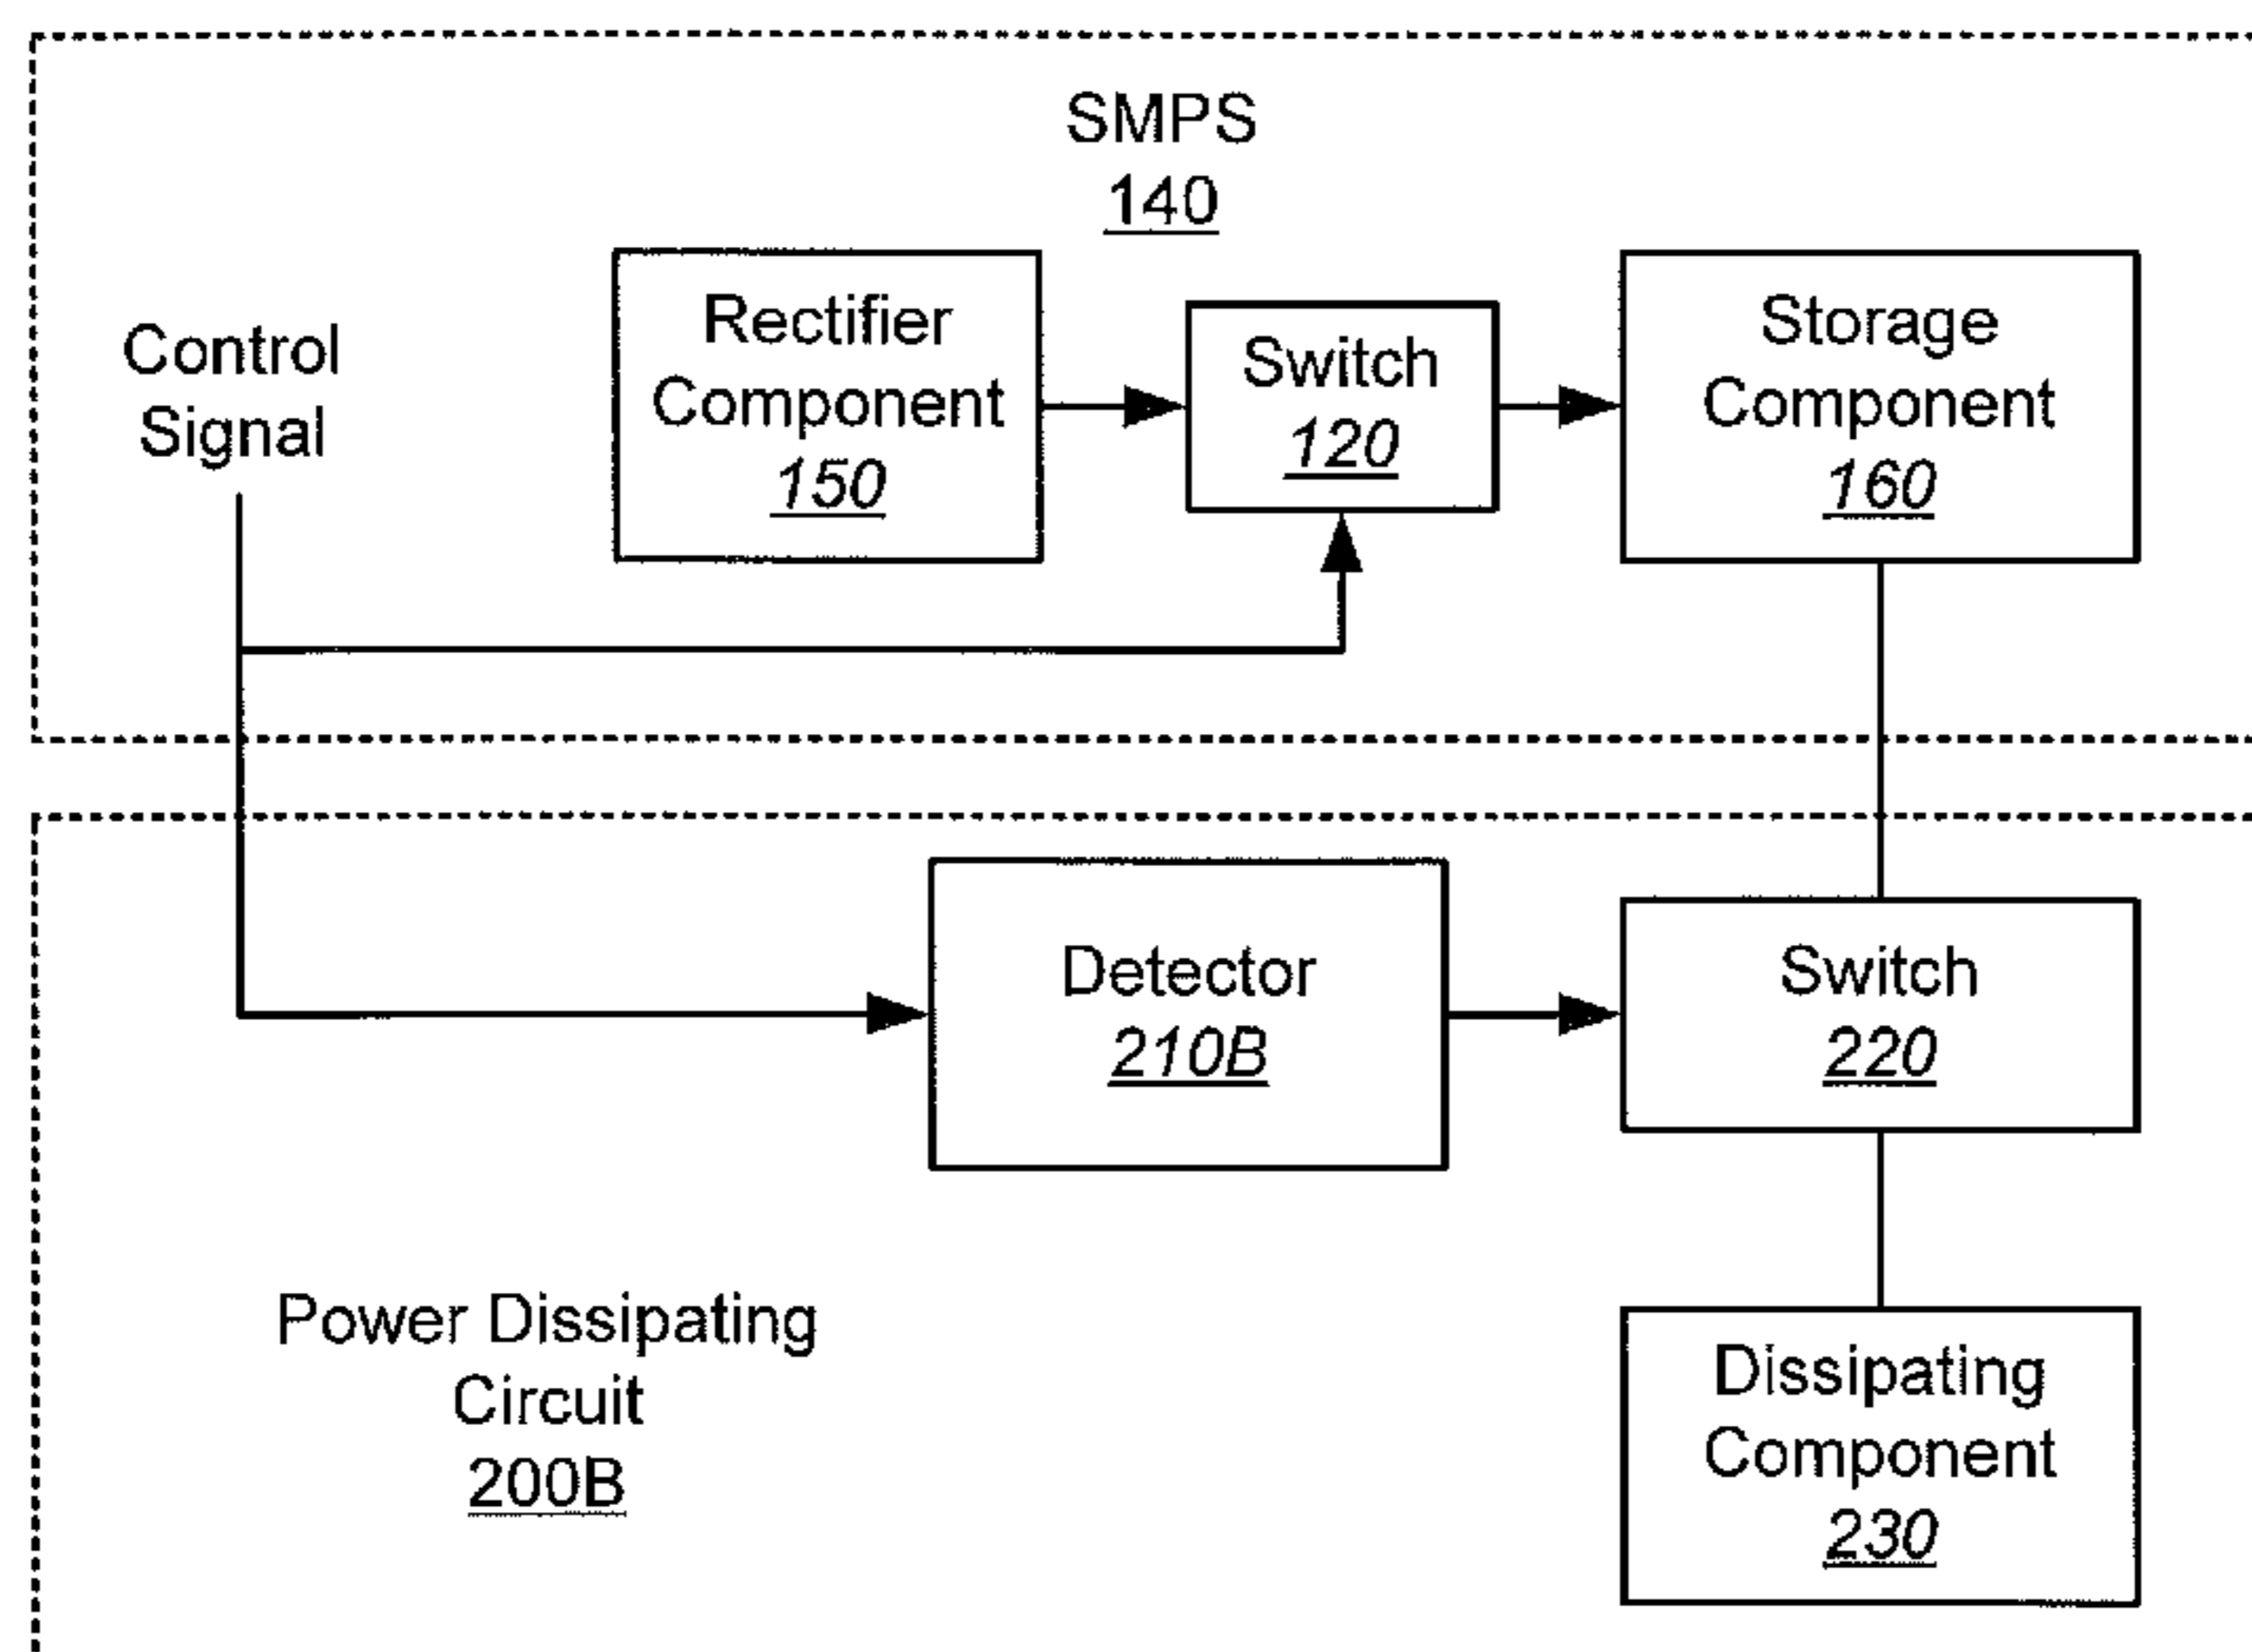 SMPS
140
Control
Signal
Rectifier
Component
150
Switch
120
Storage
Component
160
Detector
210B
Switch
220
Power Dissipating
Circuit
200B
Dissipating
Component
230